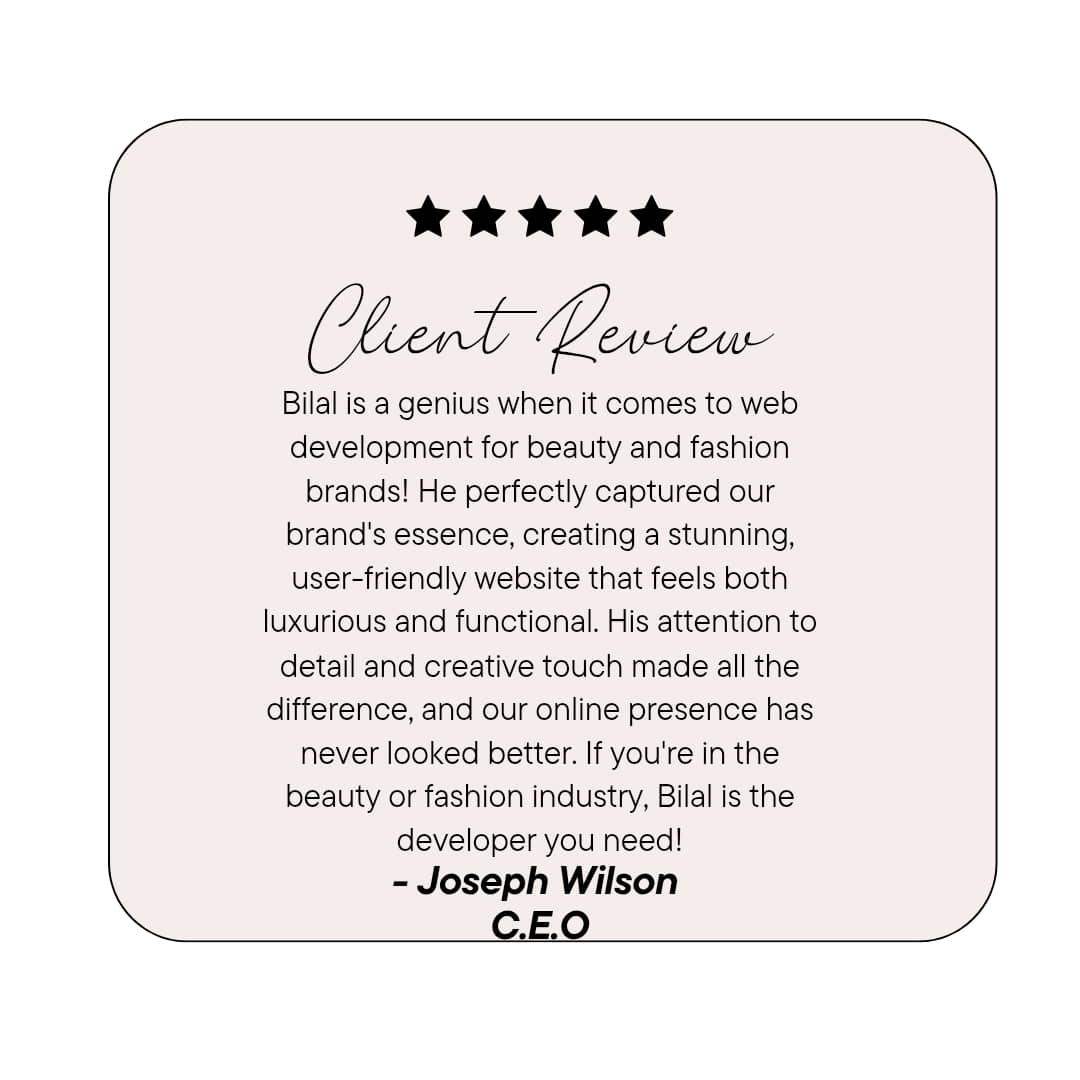 Client Review
Bilal is a genius when it comes to web
development for beauty and fashion
brands! He perfectly captured our
brand's essence, creating a stunning,
user-friendly website that feels both
luxurious and functional. His attention to
detail and creative touch made all the
difference, and our online presence has
never looked better. If you're in the
beauty or fashion industry, Bilal is the
developer you need!
- Joseph Wilson
C.E.O